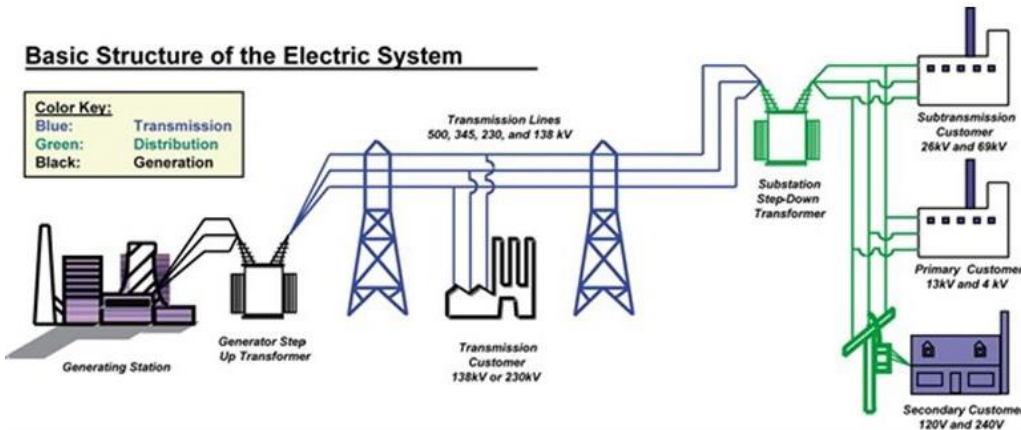 Basic Structure of the Electric System
Color Key:
Blue: Transmission
Green: Distribution
Black: Generation
Transmission Lines
500, 345, 230, and 138 kV
Generating Station
Generator Step
Up Transformer
Transmission
Customer
138kV or 230kV
Substation
Step-Down
Transformer
Subtransmission
Customer
26kV and 69kV
Primary Customer
13kV and 4 kV
Secondary Customer
120V and 240V